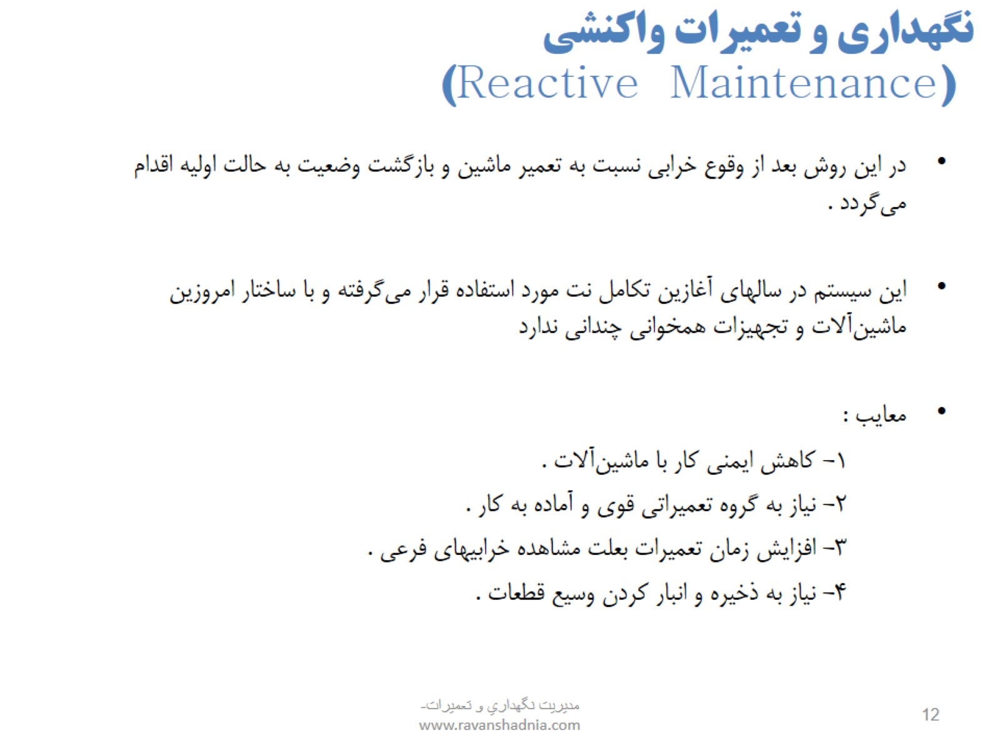 نگهداری و تعمیرات واکنشی
(Reactive Maintenance)
• در این روش بعد از وقوع خرابی نسبت به تعمیر ماشین و بازگشت وضعیت به حالت اولیه اقدام
می‌گردد .
• این سیستم در سالهای آغازین تکامل نت مورد استفاده قرار می‌گرفته و با ساختار امروزین
ماشین‌آلات و تجهیزات همخوانی چندانی ندارد
• معایب :
۱- کاهش ایمنی کار با ماشین‌آلات .
۲- نیاز به گروه تعمیراتی قوی و آماده به کار .
۳- افزایش زمان تعمیرات بعلت مشاهده خرابیهای فرعی .
۴- نیاز به ذخیره و انبار کردن وسیع قطعات .
مديريت نگهداري و تعميرات-
www.ravanshadnia.com
12